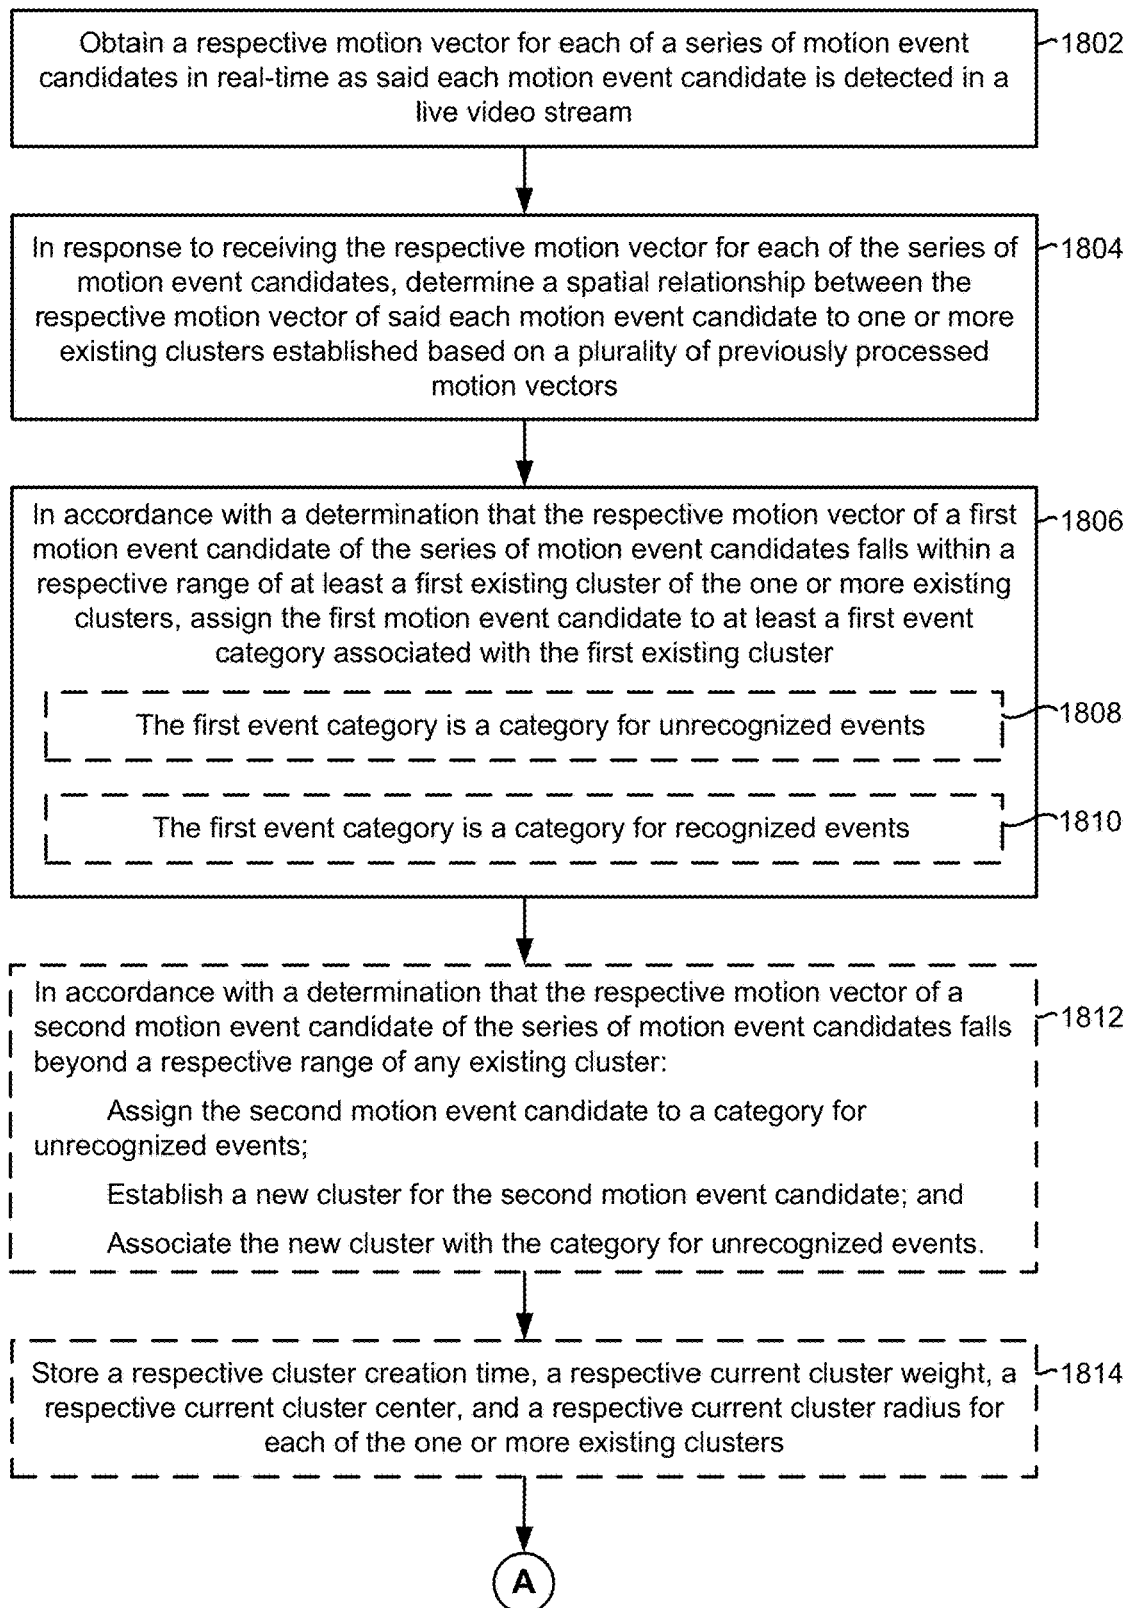 Obtain a respective motion vector for each of a series of motion event
candidates in real-time as said each motion event candidate is detected in a
live video stream
1802
In response to receiving the respective motion vector for each of the series of
motion event candidates, determine a spatial relationship between the
respective motion vector of said each motion event candidate to one or more
existing clusters established based on a plurality of previously processed
motion vectors
1804
In accordance with a determination that the respective motion vector of a first
motion event candidate of the series of motion event candidates falls within a
respective range of at least a first existing cluster of the one or more existing
clusters, assign the first motion event candidate to at least a first event
category associated with the first existing cluster
1806
The first event category is a category for unrecognized events
1808
The first event category is a category for recognized events
1810
In accordance with a determination that the respective motion vector of a
second motion event candidate of the series of motion event candidates falls
beyond a respective range of any existing cluster:
Assign the second motion event candidate to a category for
unrecognized events;
Establish a new cluster for the second motion event candidate; and
Associate the new cluster with the category for unrecognized events.
1812
Store a respective cluster creation time, a respective current cluster weight, a
respective current cluster center, and a respective current cluster radius for
each of the one or more existing clusters
1814
A